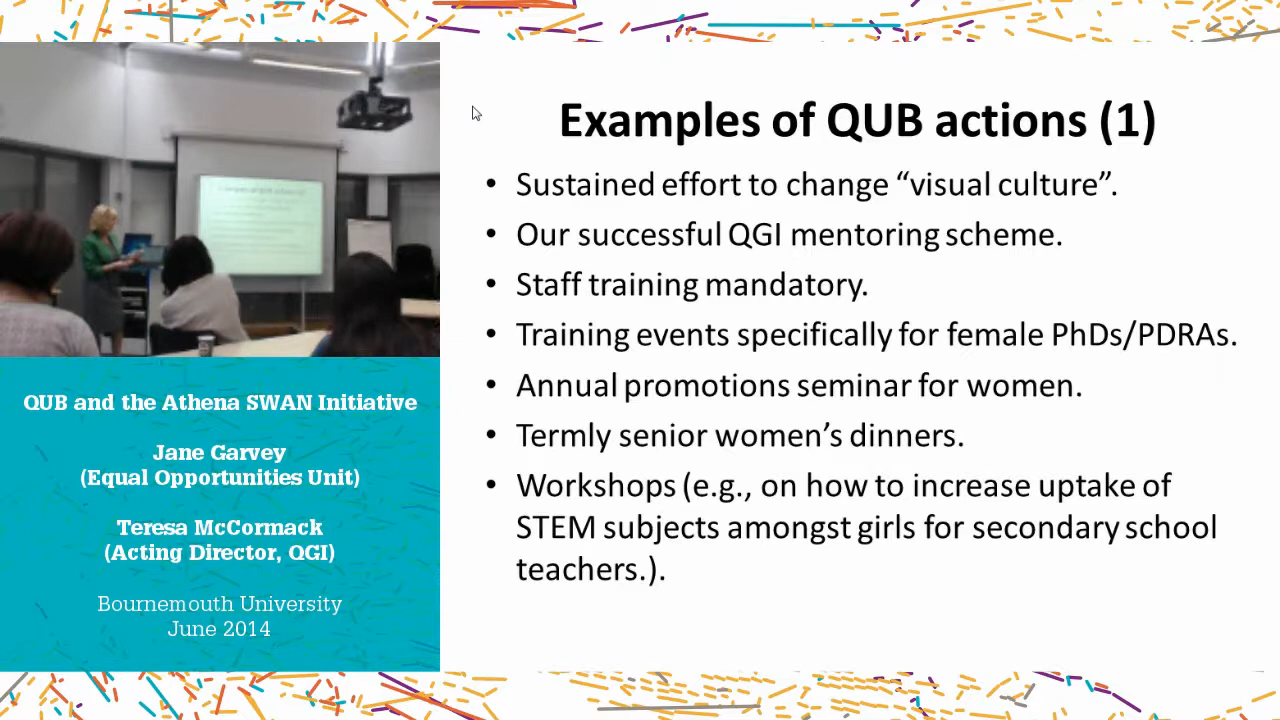 Examples of QUB actions (1)
• Sustained effort to change “visual culture”.
• Our successful QGI mentoring scheme.
• Staff training mandatory.
• Training events specifically for female PhDs/PDRAs.
• Annual promotions seminar for women.
• Termly senior women’s dinners.
• Workshops (e.g., on how to increase uptake of
STEM subjects amongst girls for secondary school
teachers.).
QUB and the Athena SWAN Initiative
Jane Garvey
(Equal Opportunities Unit)
Teresa McCormack
(Acting Director, QGI)
Bournemouth University
June 2014